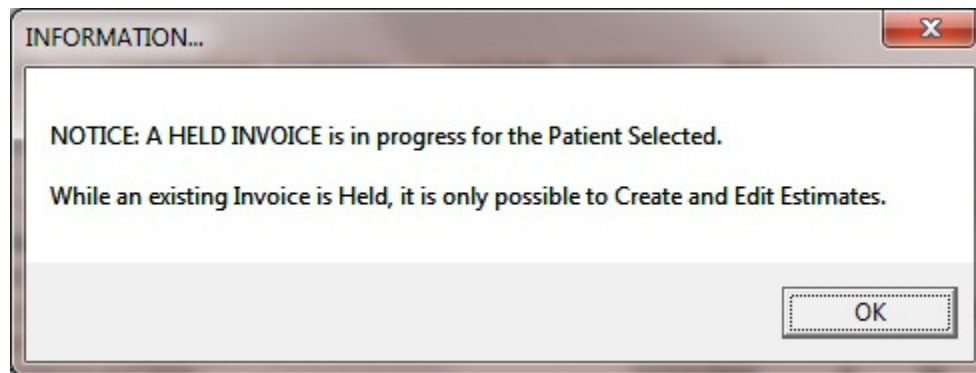 INFORMATION...
NOTICE: A HELD INVOICE is in progress for the Patient Selected.
While an existing Invoice is Held, it is only possible to Create and Edit Estimates.
OK